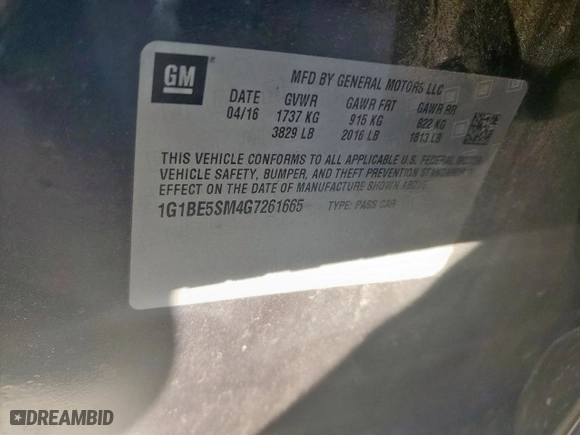 GM
MFD BY GENERAL MOTORS LLC
DATE GVWR GAWR FRT GAWR RR
04/16 1737 KG 915 KG 822 KG
3829 LB 2016 LB 1813 LB
THIS VEHICLE CONFORMS TO ALL APPLICABLE U.S. FEDERAL MOTOR
VEHICLE SAFETY, BUMPER, AND THEFT PREVENTION STANDARDS IN
EFFECT ON THE DATE OF MANUFACTURE SHOWN ABOVE.
1G1BE5SM4G7261665 TYPE: PASS CAR
DREAMBID